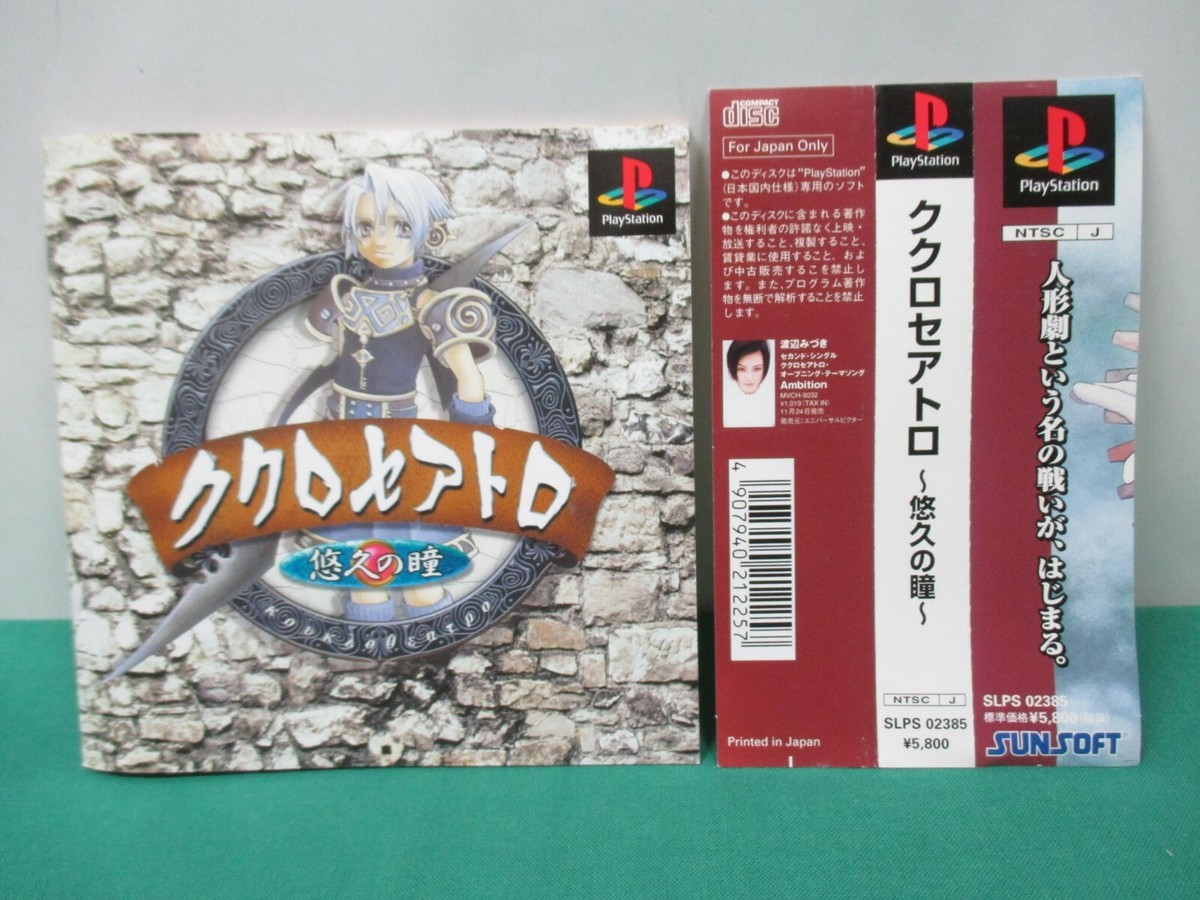 PlayStation
ククロセアトロ
悠久の瞳
COMPACT
disc
For Japan Only
●このディスクは"PlayStation"
(日本国内仕様)専用のソフト
です。
●このディスクに含まれる著作
物を権利者の許諾なく上映・
放送すること、複製すること、
賃貸業に使用すること、およ
び中古販売するこを禁止し
ます。また、プログラム著作
物を無断で解析することを禁止
します。
渡辺みづき
セカンド・シングル
ククロセアトロ・
オープニング・テーマソング
Ambition
MVCH-9032
¥1,019(TAX IN)
11月24日発売
発売元:ユニバーサルビクター
4 907940 212257
Printed in Japan
PlayStation
ククロセアトロ ～悠久の瞳～
NTSC J
SLPS 02385
¥5,800
PlayStation
NTSC J
人形劇という名の戦いが、はじまる。
SLPS 02385
標準価格¥5,800(税抜)
SUNSOFT